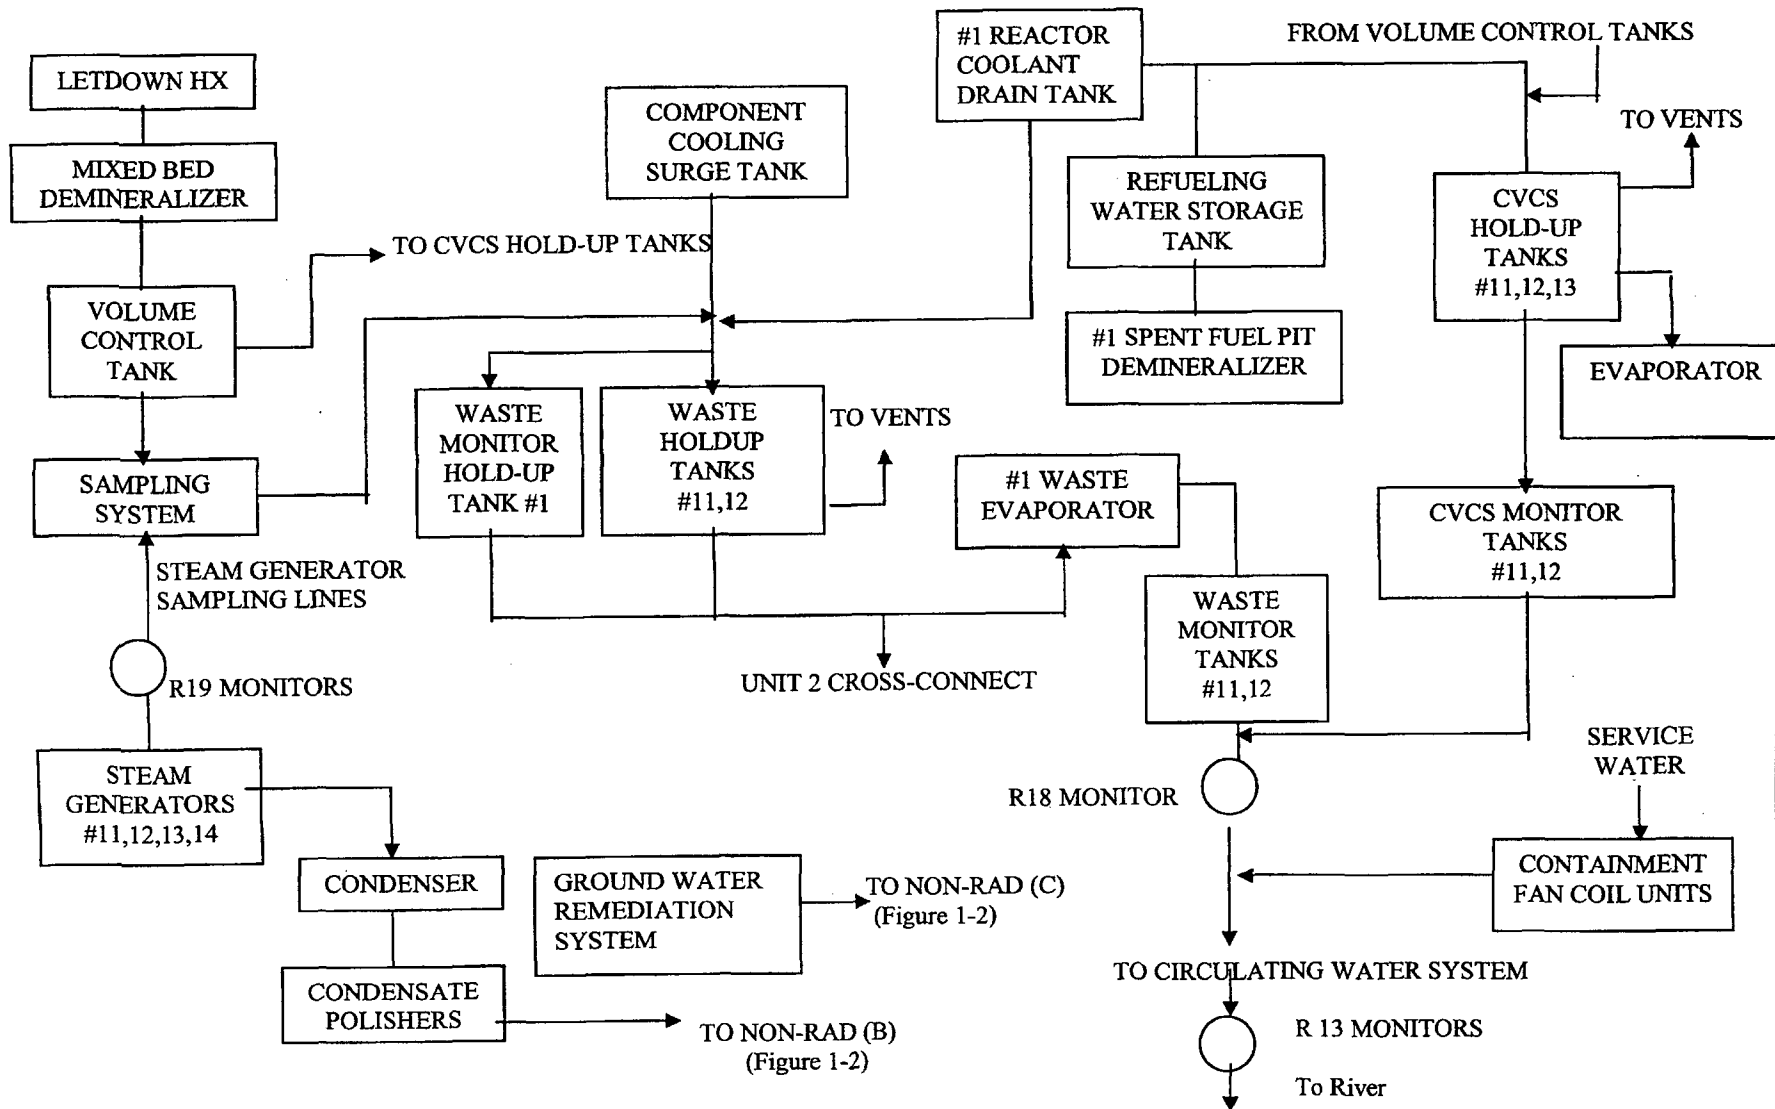 LETDOWN HX
MIXED BED
DEMINERALIZER
VOLUME
CONTROL
TANK
TO CVCS HOLD-UP TANKS
SAMPLING
SYSTEM
STEAM GENERATOR
SAMPLING LINES
R19 MONITORS
STEAM
GENERATORS
#11,12,13,14
CONDENSER
CONDENSATE
POLISHERS
TO NON-RAD (B)
(Figure 1-2)
GROUND WATER
REMEDIATION
SYSTEM
TO NON-RAD (C)
(Figure 1-2)
COMPONENT
COOLING
SURGE TANK
WASTE
MONITOR
HOLD-UP
TANK #1
WASTE
HOLDUP
TANKS
#11,12
TO VENTS
UNIT 2 CROSS-CONNECT
#1 REACTOR
COOLANT
DRAIN TANK
REFUELING
WATER STORAGE
TANK
#1 SPENT FUEL PIT
DEMINERALIZER
#1 WASTE
EVAPORATOR
WASTE
MONITOR
TANKS
#11,12
FROM VOLUME CONTROL TANKS
TO VENTS
CVCS
HOLD-UP
TANKS
#11,12,13
EVAPORATOR
CVCS MONITOR
TANKS
#11,12
R18 MONITOR
SERVICE
WATER
CONTAINMENT
FAN COIL UNITS
TO CIRCULATING WATER SYSTEM
R 13 MONITORS
To River